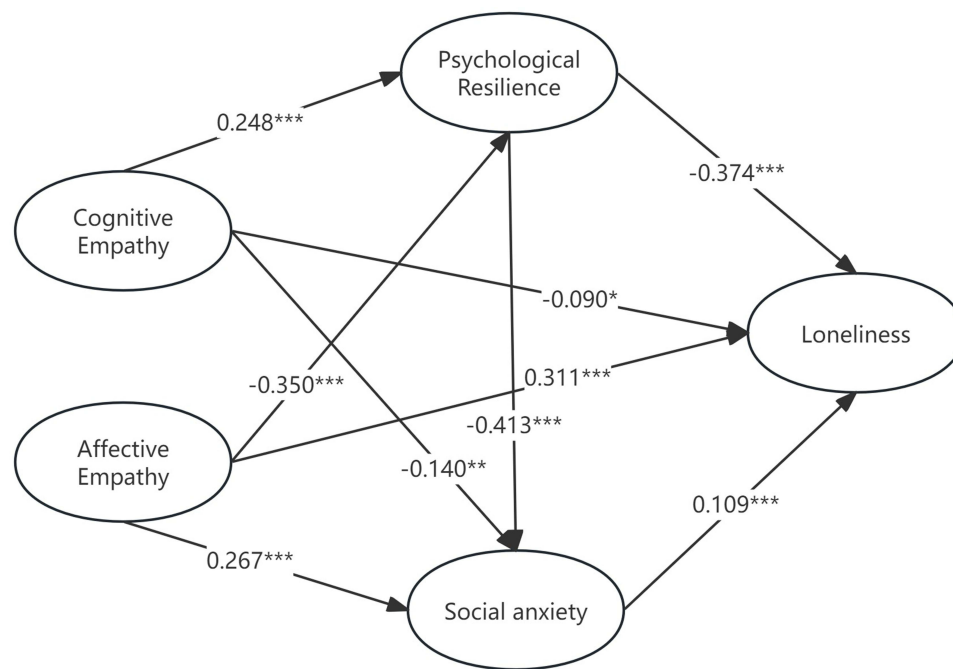 Psychological
Resilience
0.248***
-0.374***
Cognitive
Empathy
-0.090*
Loneliness
0.311***
-0.350***
-0.413***
Affective
Empathy
-0.140**
0.109***
0.267***
Social anxiety